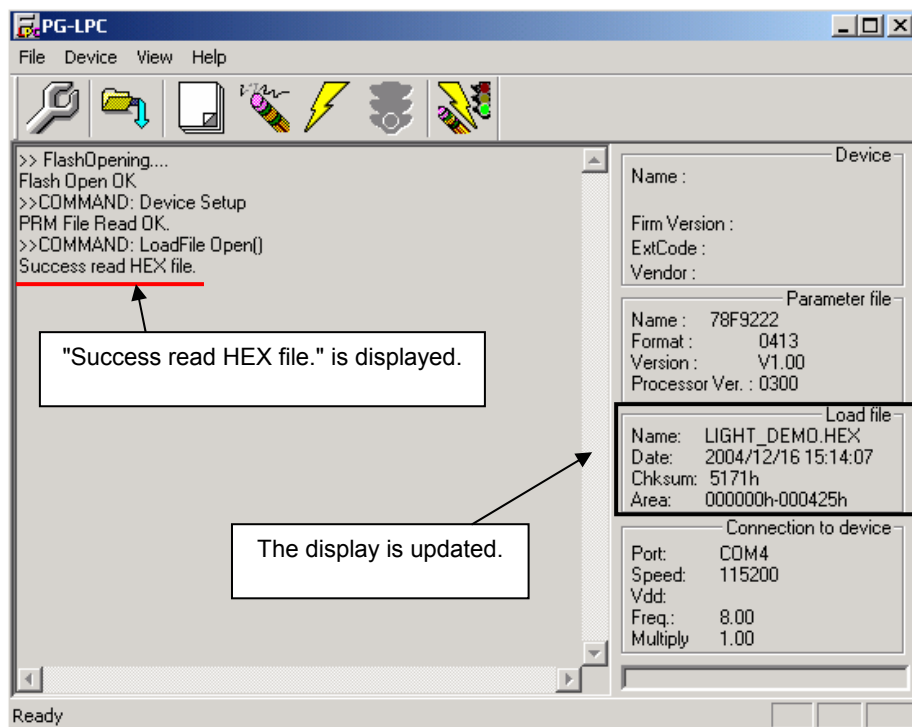 PG-LPC
File Device View Help
>> FlashOpening....
Flash Open OK
>>COMMAND: Device Setup
PRM File Read OK.
>>COMMAND: LoadFile Open()
Success read HEX file.
"Success read HEX file." is displayed.
The display is updated.
Device
Name :
Firm Version :
ExtCode :
Vendor :
Parameter file
Name : 78F9222
Format : 0413
Version : V1.00
Processor Ver. : 0300
Load file
Name: LIGHT_DEMO.HEX
Date: 2004/12/16 15:14:07
Chksum: 5171h
Area: 000000h-000425h
Connection to device
Port: COM4
Speed: 115200
Vdd:
Freq.: 8.00
Multiply 1.00
Ready